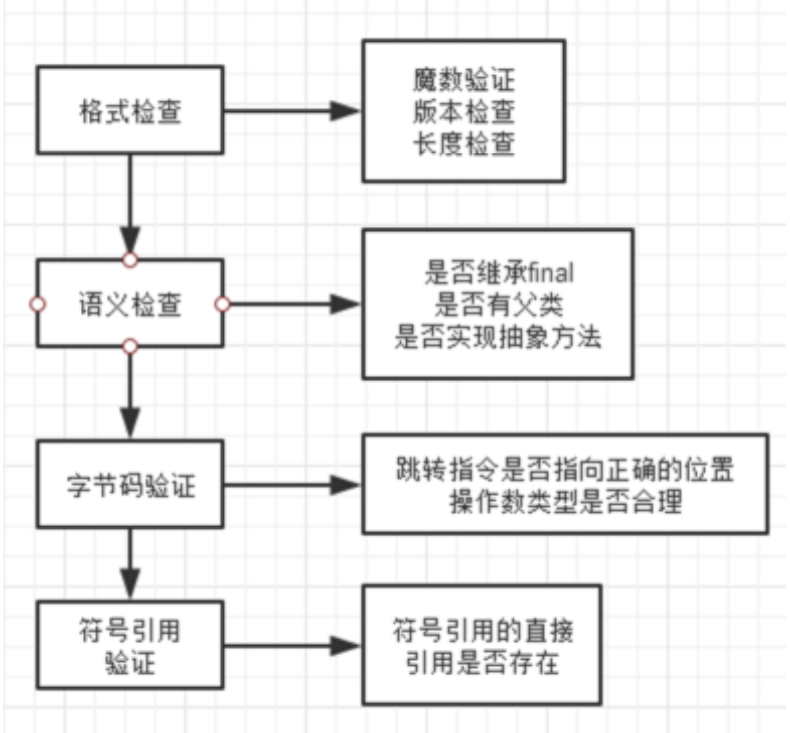 格式检查
魔数验证
版本检查
长度检查
语义检查
是否继承final
是否有父类
是否实现抽象方法
字节码验证
跳转指令是否指向正确的位置
操作数类型是否合理
符号引用
验证
符号引用的直接
引用是否存在